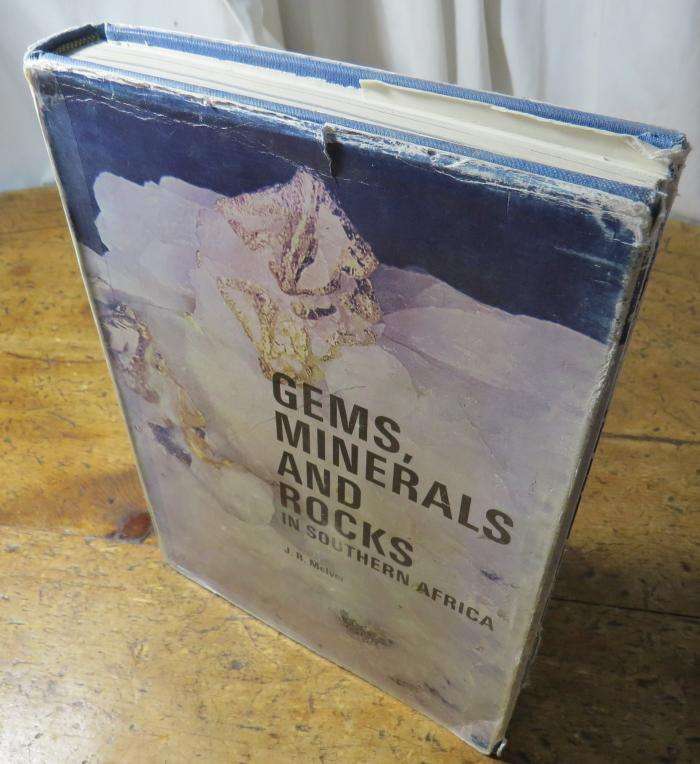 GEMS,
MINERALS
AND
ROCKS
IN SOUTHERN AFRICA
J. R. McIver